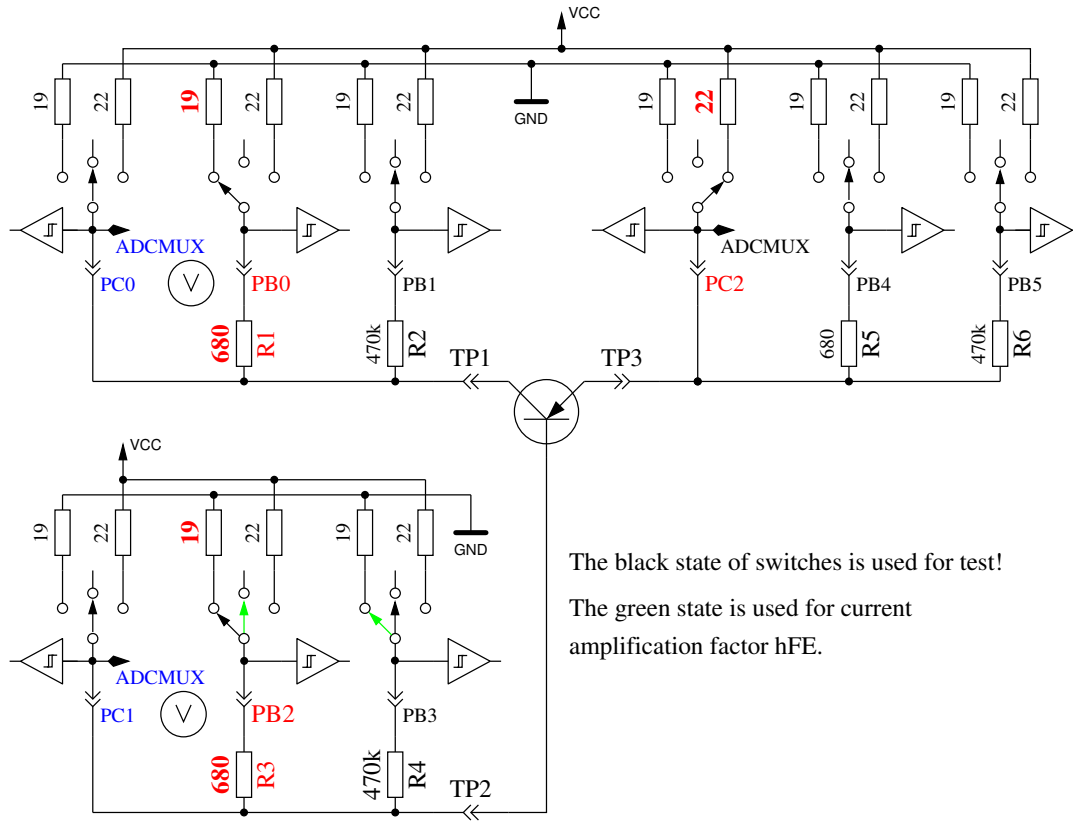 VCC
19
22
19
22
19
22
19
22
19
22
19
22
GND
ADCMUX
ADCMUX
PC0
V
PB0
PB1
PC2
PB4
PB5
680
R1
470k
R2
680
R5
470k
R6
TP1
TP3
VCC
19
22
19
22
19
22
GND
The black state of switches is used for test!
The green state is used for current
amplification factor hFE.
ADCMUX
PC1
V
PB2
PB3
680
R3
470k
R4
TP2